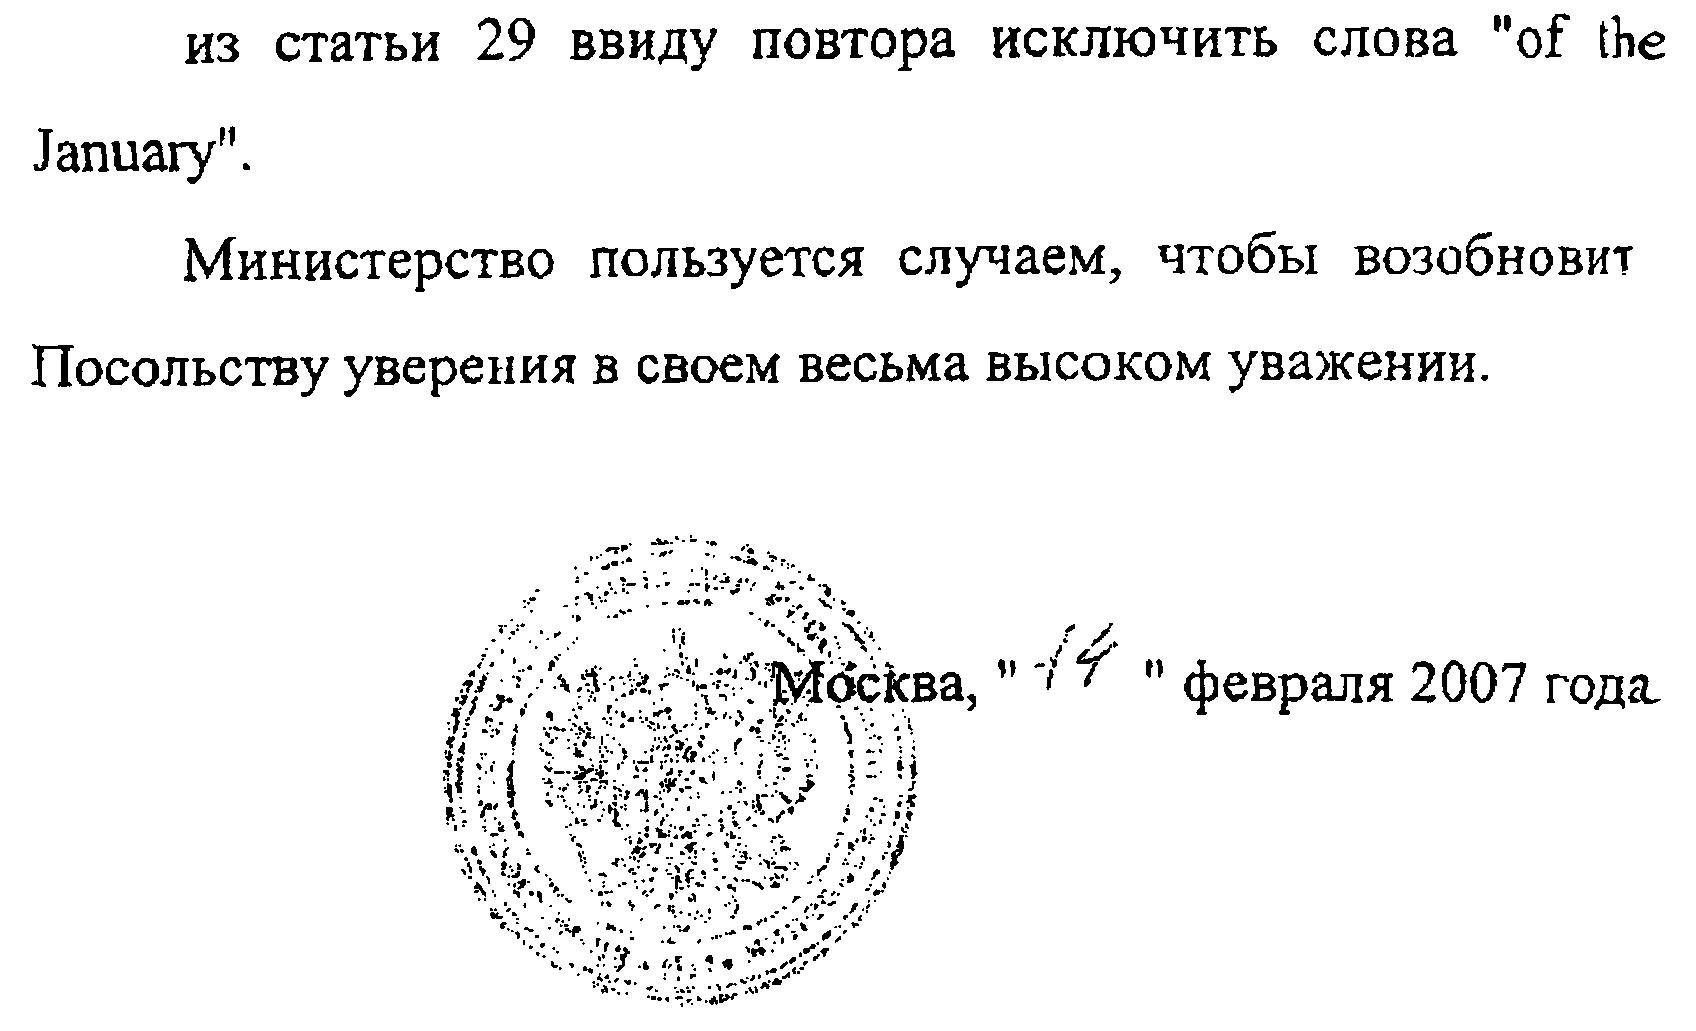 из статьи 29 ввиду повтора исключить слова "of the
January".
Министерство пользуется случаем, чтобы возобновит
Посольству уверения в своем весьма высоком уважении.
Москва, " 14 " февраля 2007 года